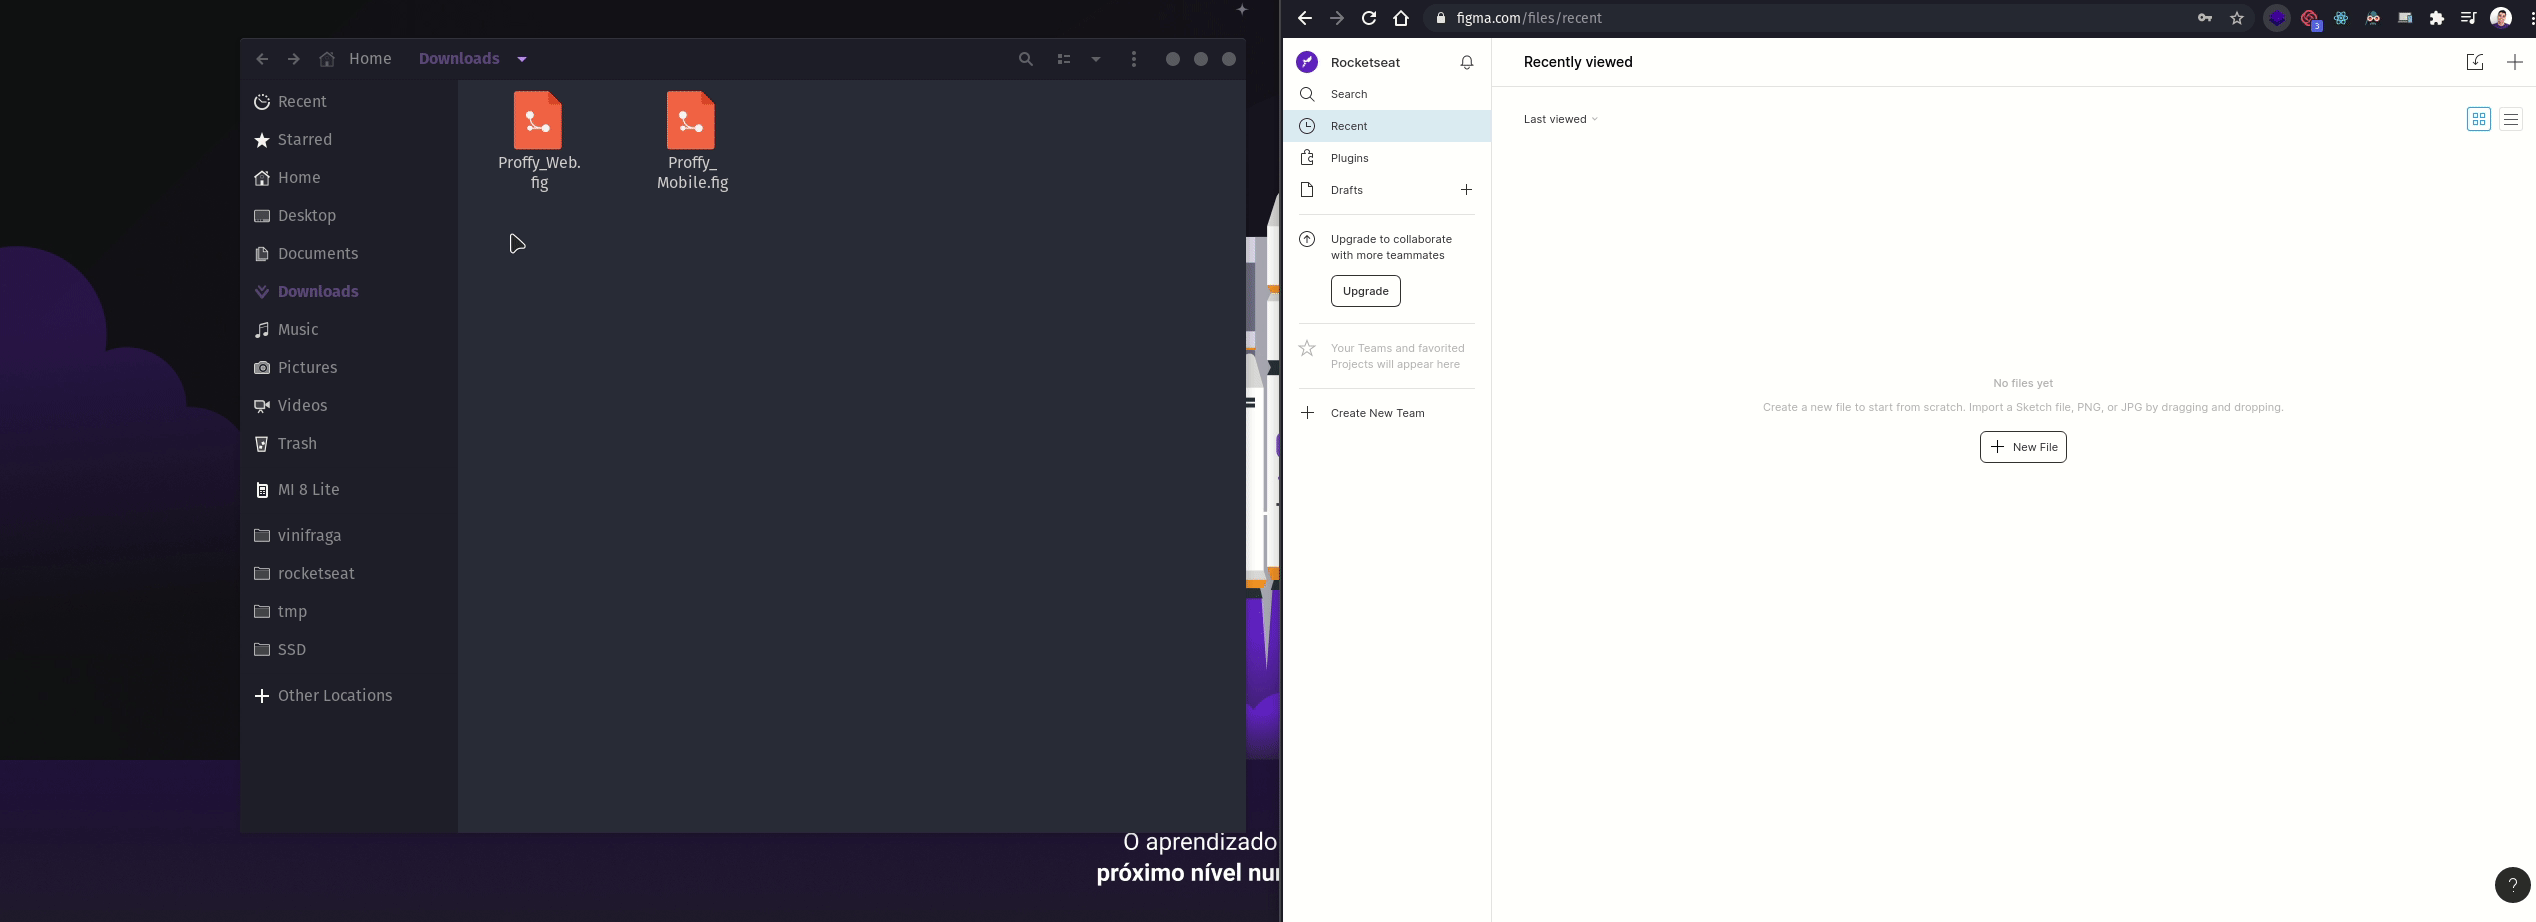 Home
Downloads
Recent
Starred
Home
Desktop
Documents
Downloads
Music
Pictures
Videos
Trash
MI 8 Lite
vinifraga
rocketseat
tmp
SSD
Other Locations
Proffy_Web.
fig
Proffy_
Mobile.fig
O aprendizado
próximo nível
figma.com/files/recent
3
Rocketseat
Search
Recent
Plugins
Drafts
Upgrade to collaborate
with more teammates
Upgrade
Your Teams and favorited
Projects will appear here
Create New Team
Recently viewed
Last viewed
No files yet
Create a new file to start from scratch. Import a Sketch file, PNG, or JPG by dragging and dropping.
New File
?